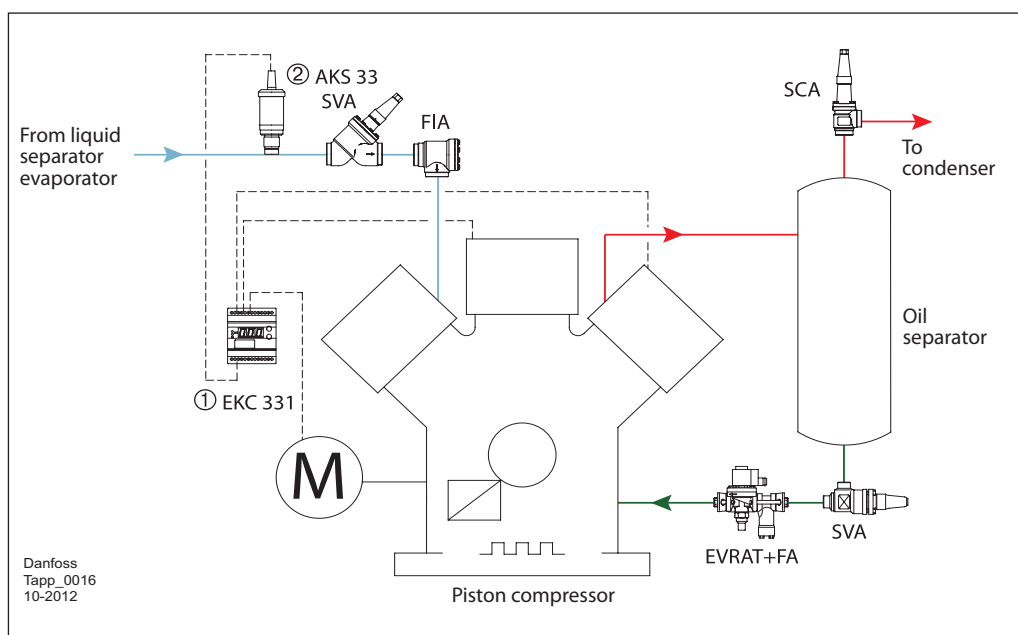 ② AKS 33
SVA
FIA
SCA
From liquid
separator
evaporator
To
condenser
Oil
separator
① EKC 331
M
SVA
EVRAT+FA
Piston compressor
Danfoss
Tapp_0016
10-2012